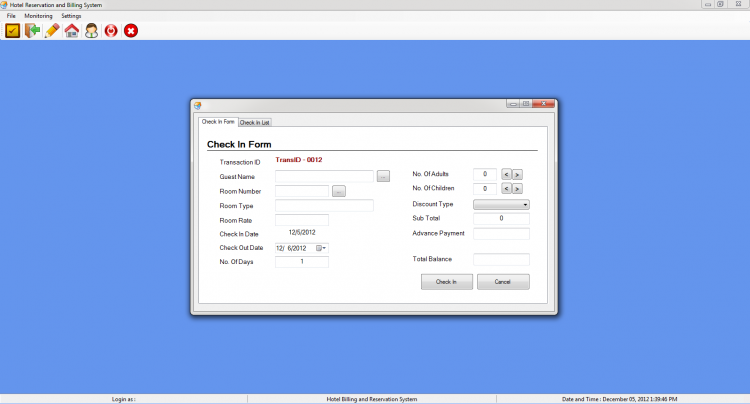 Hotel Reservation and Billing System
File Monitoring Settings
Check In Form Check In List
Check In Form
Transaction ID TransID - 0012
Guest Name ...
Room Number ...
Room Type
Room Rate
Check In Date 12/5/2012
Check Out Date 12/ 6/2012
No. Of Days 1
No. Of Adults 0 < >
No. Of Children 0 < >
Discount Type
Sub Total 0
Advance Payment
Total Balance
Check In Cancel
Login as : Hotel Billing and Reservation System Date and Time : December 05, 2012 1:39:46 PM